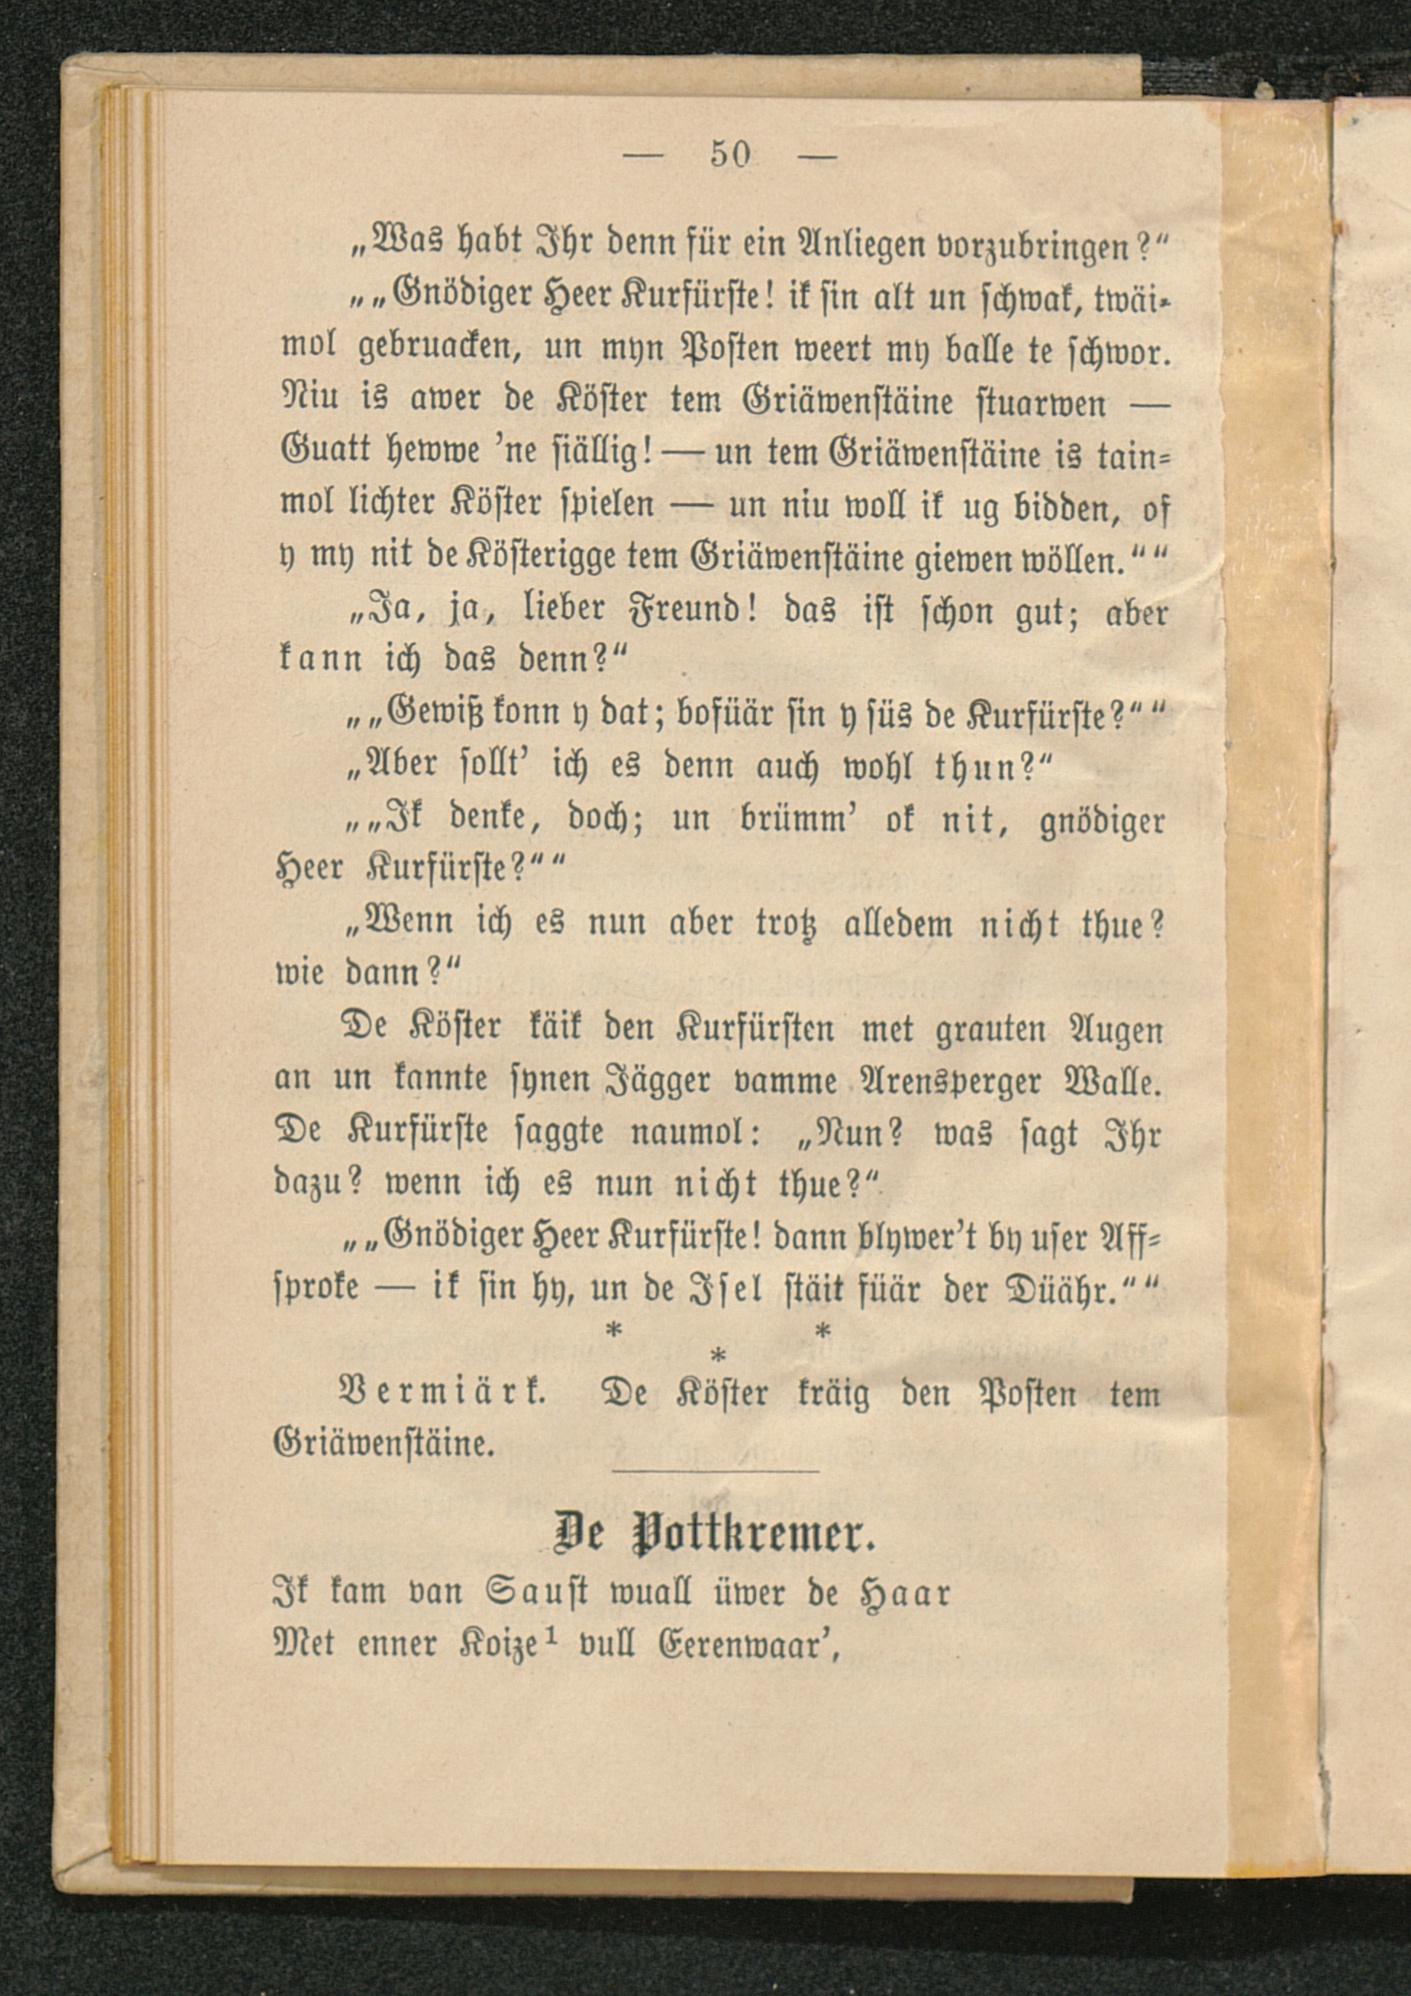 — 50 —
„Was habt Ihr denn für ein Anliegen vorzubringen?“
„„Gnödiger Heer Kurfürste! ik sin alt un schwak, twäi-
mol gebruacken, un myn Posten weert my balle te schwor.
Niu is awer de Köster tem Griäwenstäine stuarwen —
Guatt hewwe 'ne siällig! — un tem Griäwenstäine is tain-
mol lichter Köster spielen — un niu woll ik ug bidden, of
y my nit de Kösterigge tem Griäwenstäine giewen wöllen.““
„Ja, ja, lieber Freund! das ist schon gut; aber
kann ich das denn?“
„„Gewiß konn y dat; bofüär sin y süs de Kurfürste?““
„Aber sollt' ich es denn auch wohl thun?“
„„Ik denke, doch; un brümm' ok nit, gnödiger
Heer Kurfürste?““
„Wenn ich es nun aber trotz alledem nicht thue?
wie dann?“
De Köster käik den Kurfürsten met grauten Augen
an un kannte synen Jägger vamme Arensperger Walle.
De Kurfürste saggte naumol: „Nun? was sagt Ihr
dazu? wenn ich es nun nicht thue?“
„„Gnödiger Heer Kurfürste! dann blywer't by user Aff-
sproke — ik sin hy, un de Isel stäit füär der Düähr.““
* *
*
Vermiärk. De Köster kräig den Posten tem
Griäwenstäine.
De Pottkremer.
Ik kam van Saust wuall üwer de Haar
Met enner Koize¹ vull Eerenwaar',